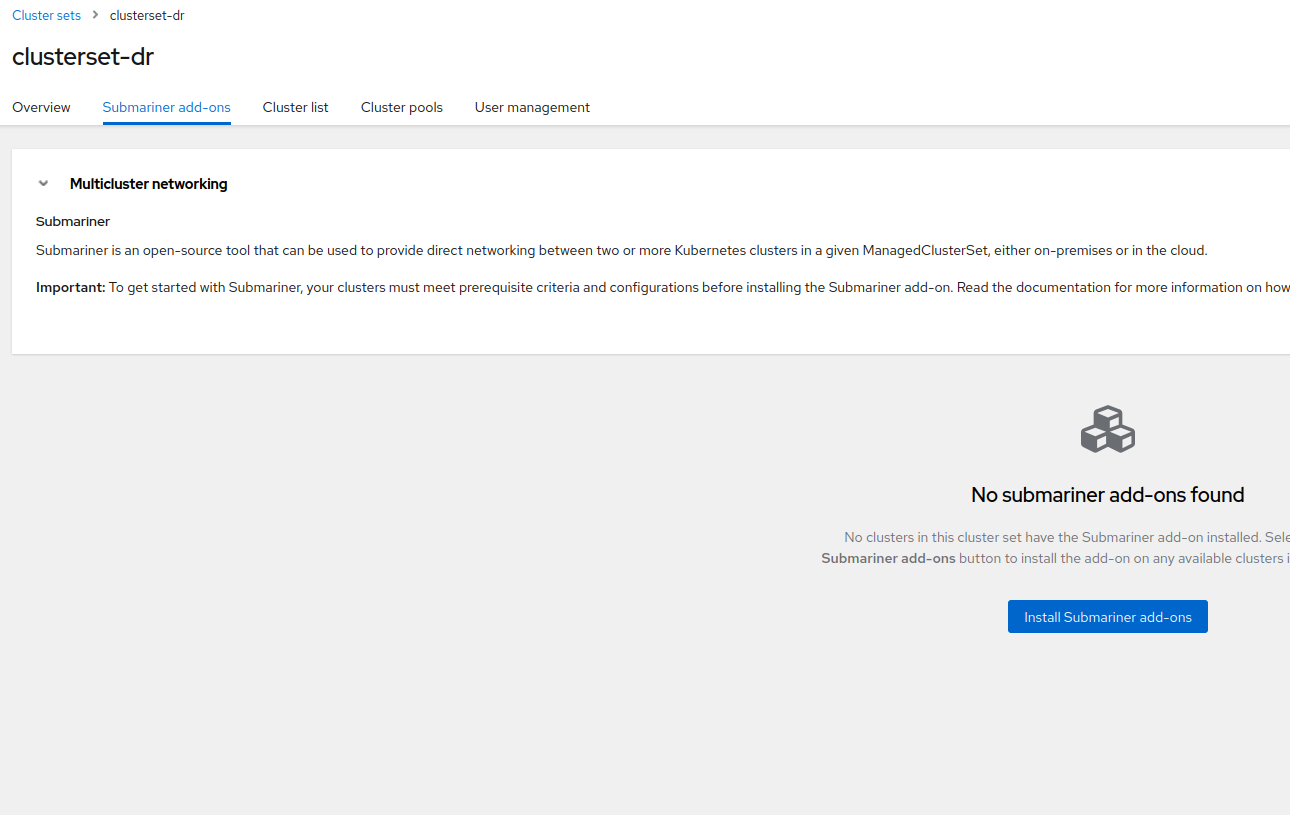 Cluster sets > clusterset-dr
clusterset-dr
Overview Submariner add-ons Cluster list Cluster pools User management
Multicluster networking
Submariner
Submariner is an open-source tool that can be used to provide direct networking between two or more Kubernetes clusters in a given ManagedClusterSet, either on-premises or in the cloud.
Important: To get started with Submariner, your clusters must meet prerequisite criteria and configurations before installing the Submariner add-on. Read the documentation for more information on how
No submariner add-ons found
No clusters in this cluster set have the Submariner add-on installed.
Submariner add-ons button to install the add-on on any available clusters
Install Submariner add-ons